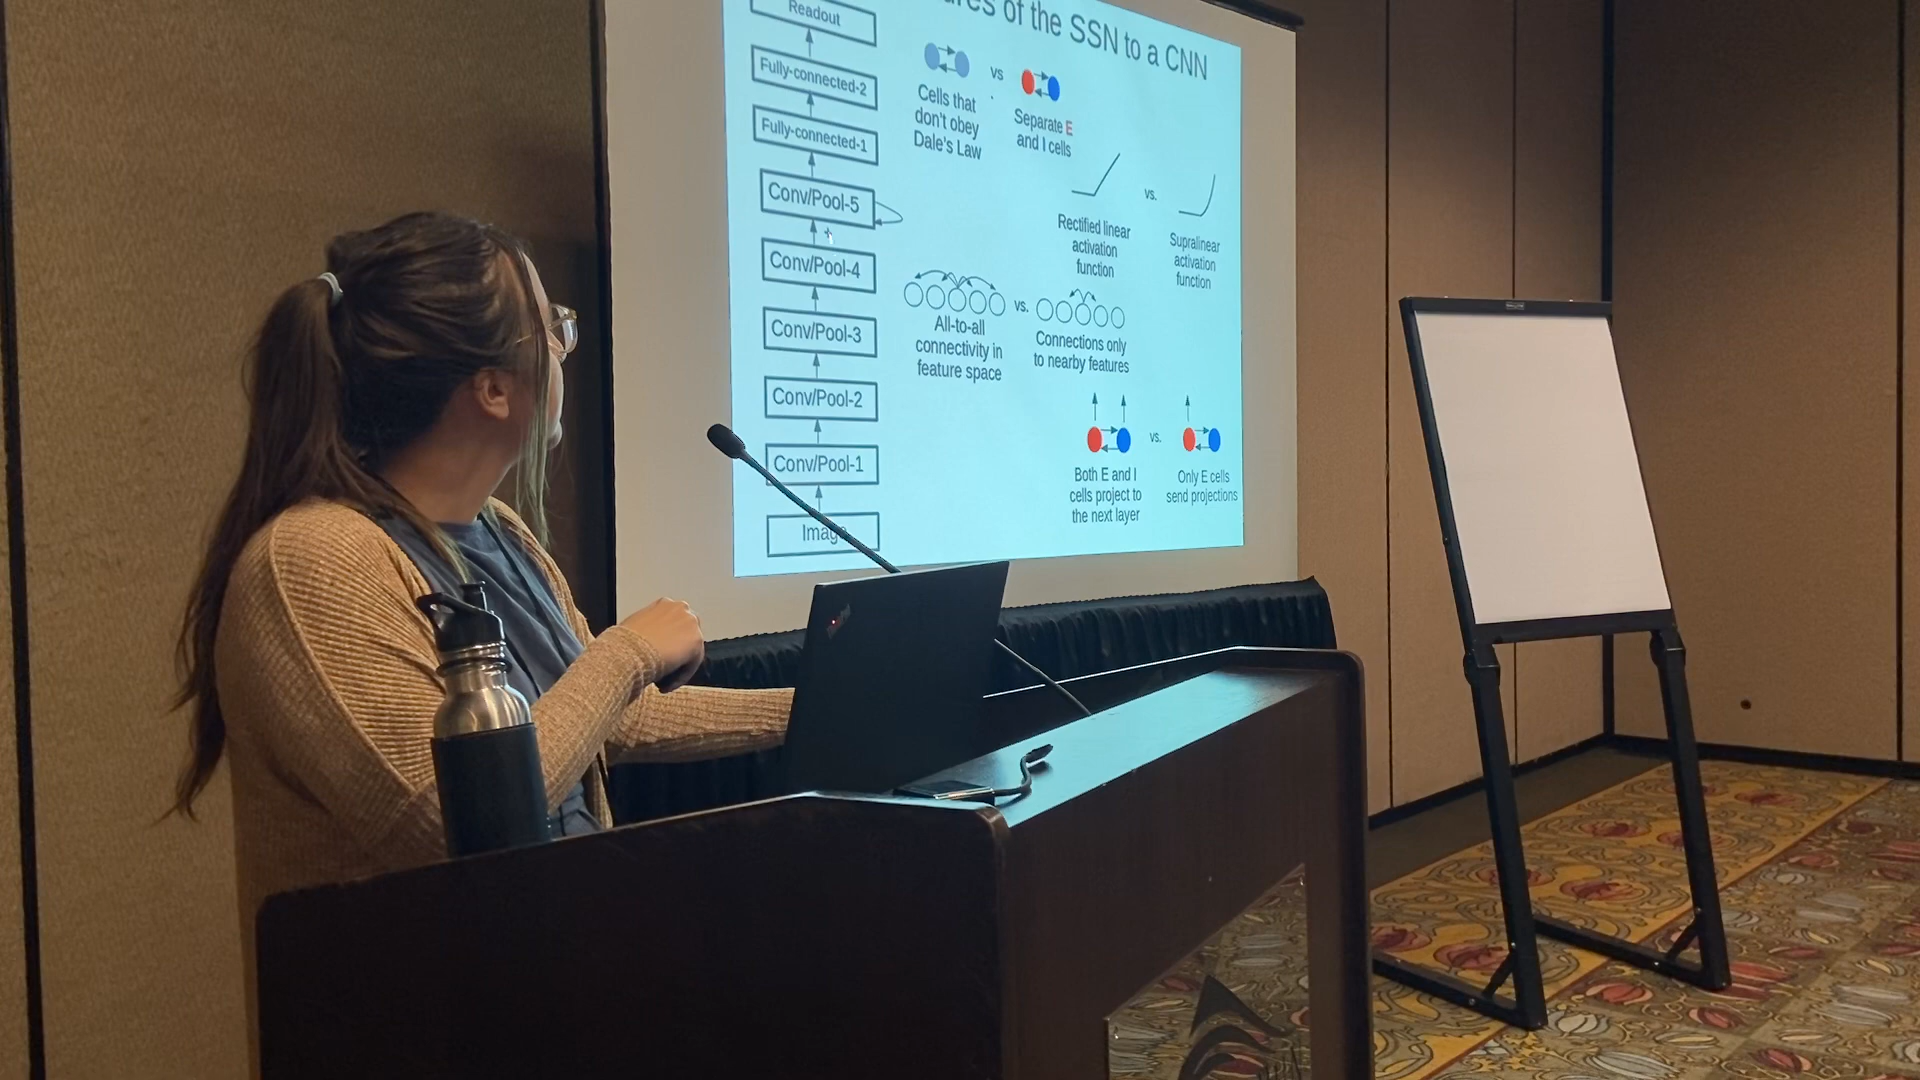 of the SSN to a CNN
Readout
Fully-connected-2
Fully-connected-1
Conv/Pool-5
Conv/Pool-4
Conv/Pool-3
Conv/Pool-2
Conv/Pool-1
Image
vs
Cells that
don't obey
Dale's Law
Separate E
and I cells
vs.
Rectified linear
activation
function
Supralinear
activation
function
vs.
All-to-all
connectivity in
feature space
Connections only
to nearby features
vs.
Both E and I
cells project to
the next layer
Only E cells
send projections